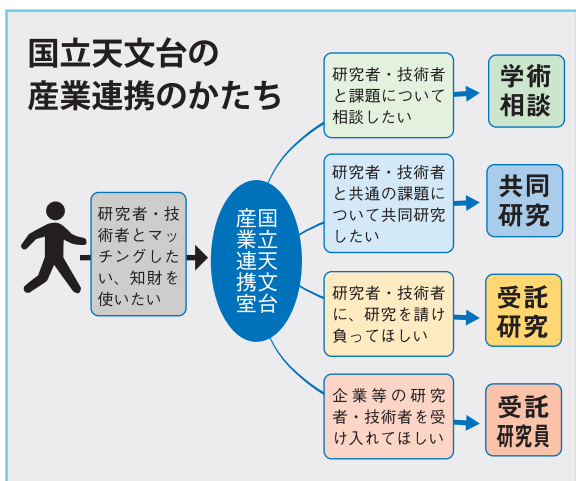 国立天文台の
産業連携のかたち
研究者・技
術者とマッ
チングした
い、知財を
使いたい
国立天文台
産業連携室
研究者・技術者
と課題について
相談したい
学術
相談
研究者・技術者
と共通の課題に
ついて共同研究
したい
共同
研究
研究者・技術者
に、研究を請け
負ってほしい
受託
研究
企業等の研究
者・技術者を受
け入れてほしい
受託
研究員